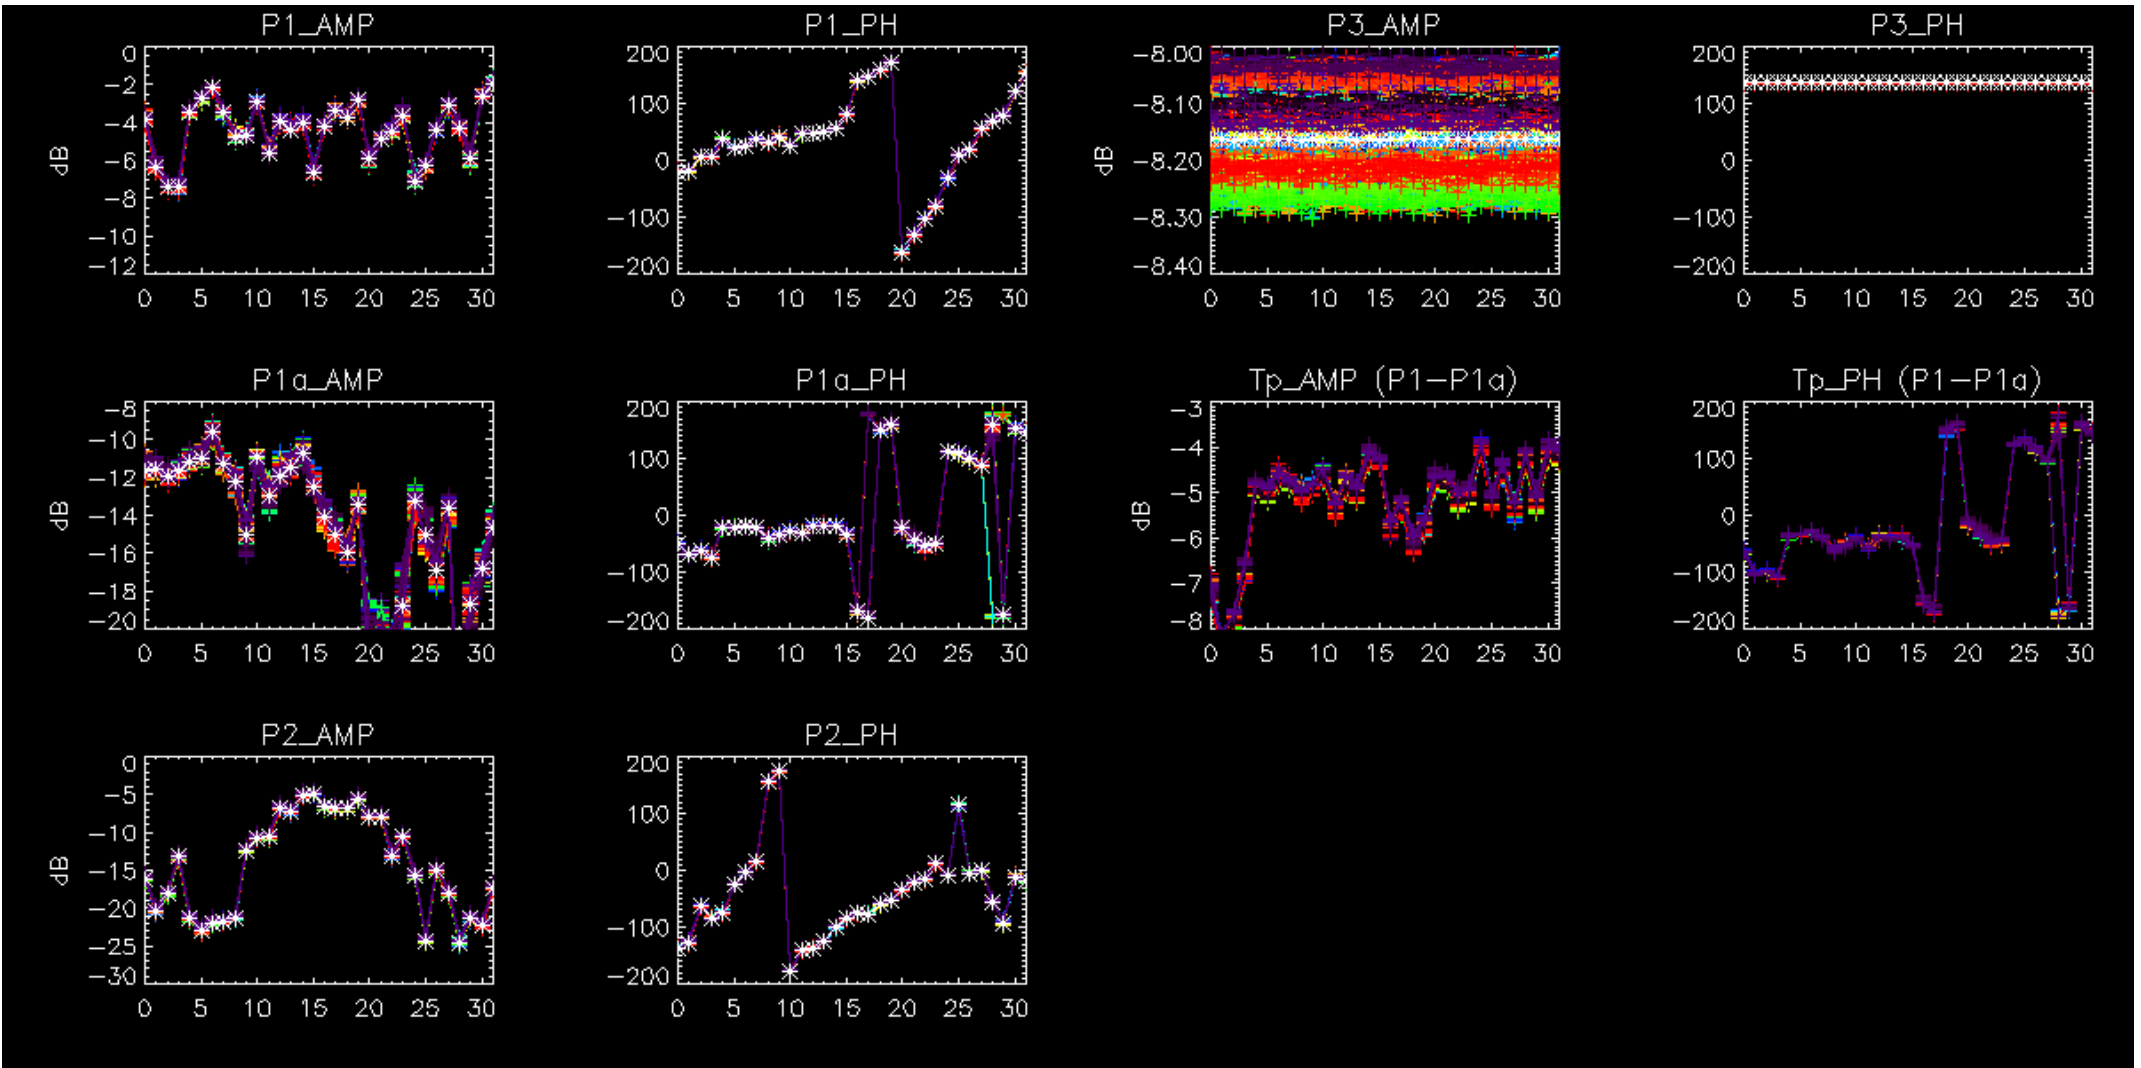 P1_AMP
0
−2
−4
−6
−8
−10
−12
dB
0 5 10 15 20 25 30
P1_PH
200
100
0
−100
−200
0 5 10 15 20 25 30
P3_AMP
−8.00
−8.10
−8.20
−8.30
−8.40
dB
0 5 10 15 20 25 30
P3_PH
200
100
0
−100
−200
0 5 10 15 20 25 30
P1a_AMP
−8
−10
−12
−14
−16
−18
−20
dB
0 5 10 15 20 25 30
P1a_PH
200
100
0
−100
−200
0 5 10 15 20 25 30
Tp_AMP (P1−P1a)
−3
−4
−5
−6
−7
−8
dB
0 5 10 15 20 25 30
Tp_PH (P1−P1a)
200
100
0
−100
−200
0 5 10 15 20 25 30
P2_AMP
0
−5
−10
−15
−20
−25
−30
dB
0 5 10 15 20 25 30
P2_PH
200
100
0
−100
−200
0 5 10 15 20 25 30